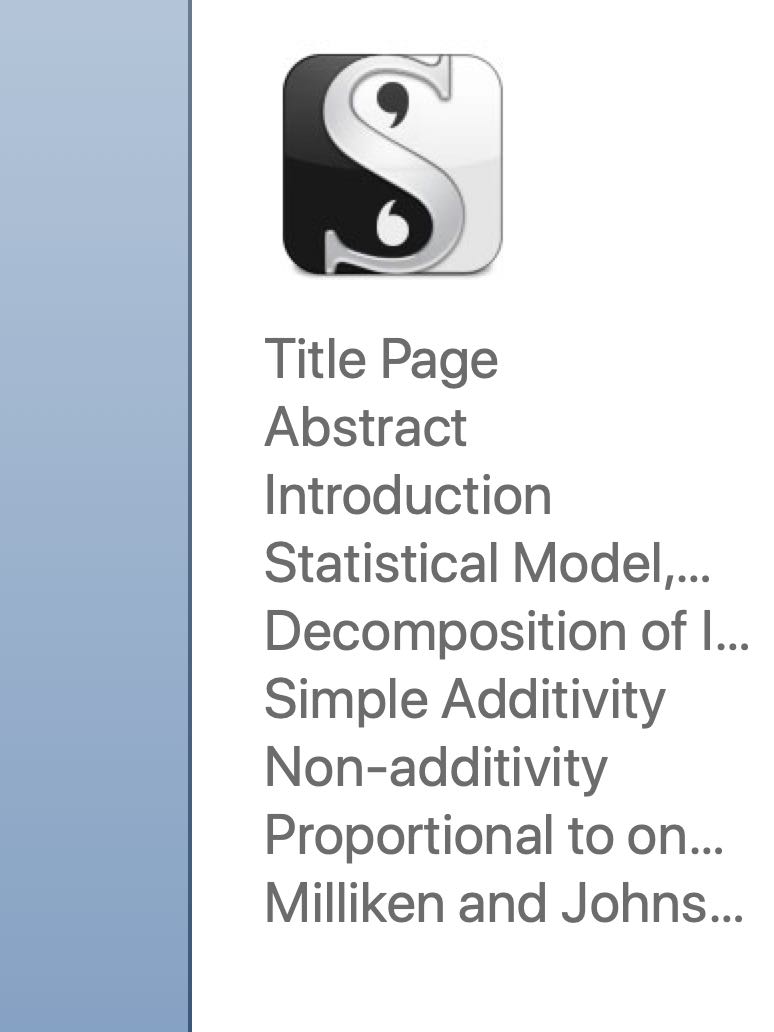 Title Page
Abstract
Introduction
Statistical Model,...
Decomposition of I...
Simple Additivity
Non-additivity
Proportional to on...
Milliken and Johns...